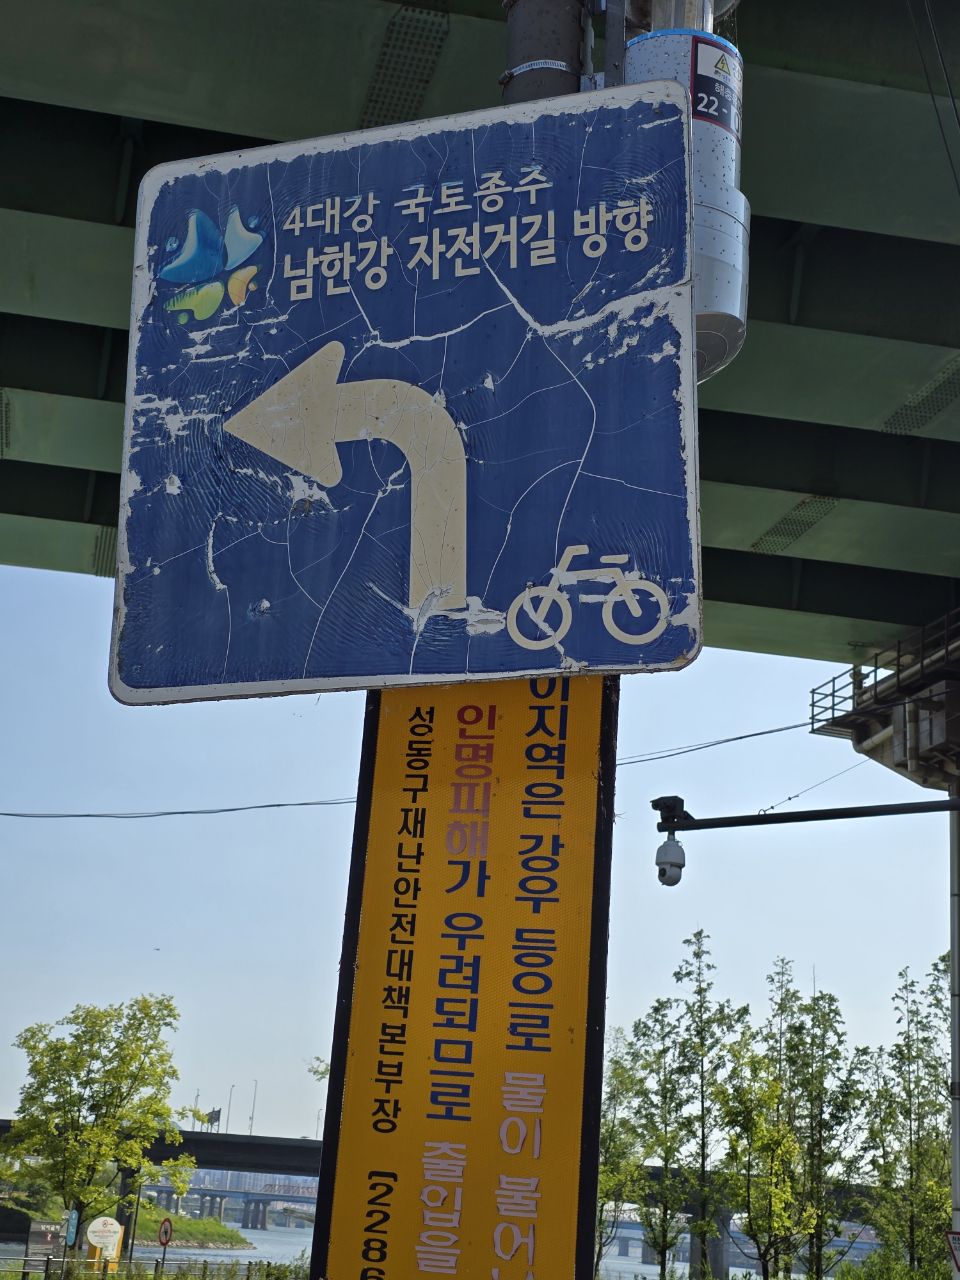 4대강 국토종주
남한강 자전거길 방향
이지역은 강우 등으로 물이 불어
인명피해가 우려되므로 출입을
성동구재난안전대책본부장 (2286
22-